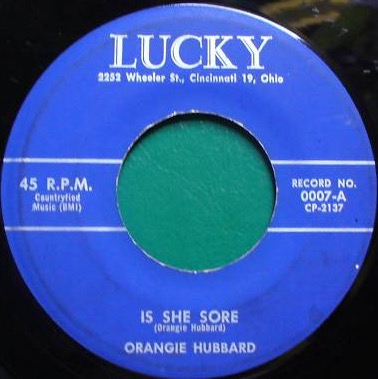 LUCKY
2252 Wheeler St., Cincinnati 19, Ohio
45 R.P.M.
Countryfied
Music (BMI)
RECORD NO.
0007-A
CP-2137
IS SHE SORE
(Orangie Hubbard)
ORANGIE HUBBARD